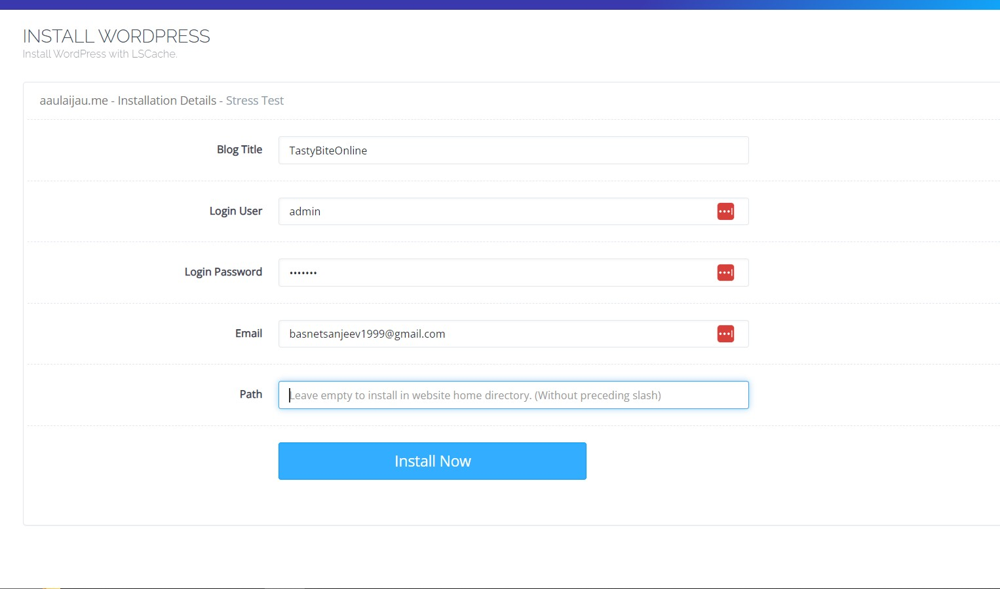 INSTALL WORDPRESS
Install WordPress with LSCache.
aaulaijau.me - Installation Details - Stress Test
Blog Title TastyBiteOnline
Login User admin
Login Password •••••••
Email basnetsanjeev1999@gmail.com
Path Leave empty to install in website home directory. (Without preceding slash)
Install Now